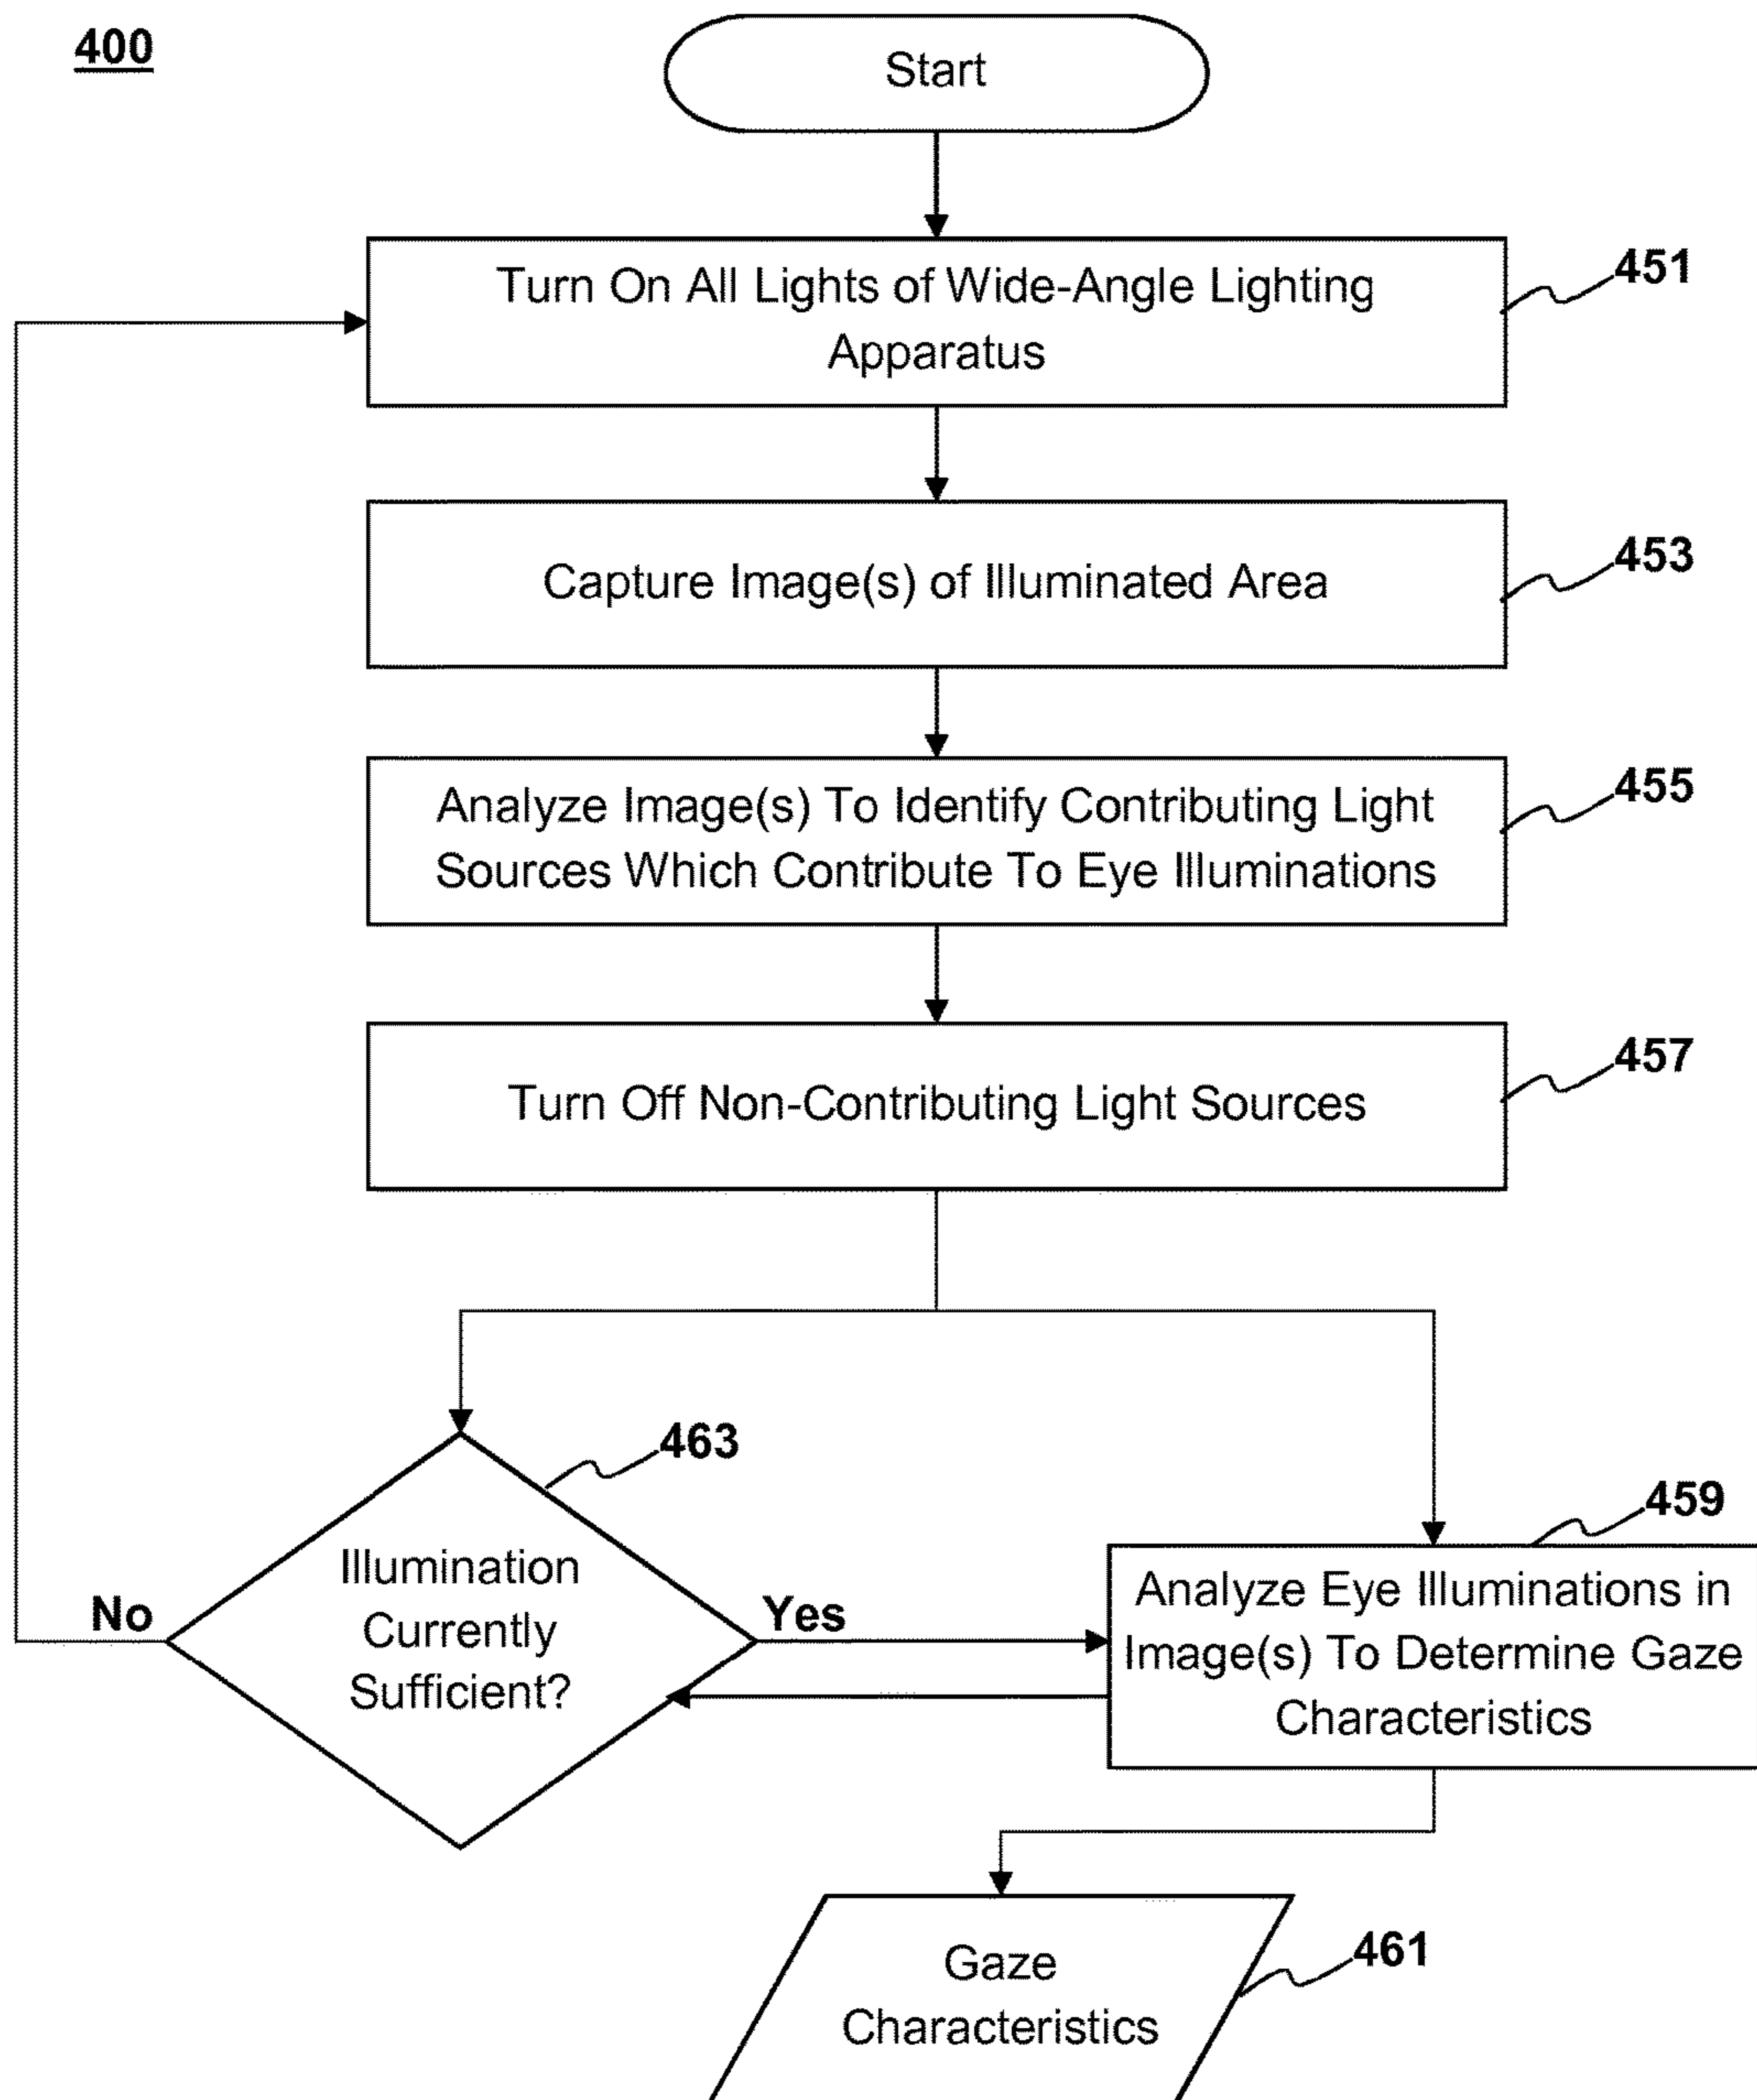 400
Start
Turn On All Lights of Wide-Angle Lighting
Apparatus
451
Capture Image(s) of Illuminated Area
453
Analyze Image(s) To Identify Contributing Light
Sources Which Contribute To Eye Illuminations
455
Turn Off Non-Contributing Light Sources
457
463
Illumination
Currently
Sufficient?
No
Yes
459
Analyze Eye Illuminations in
Image(s) To Determine Gaze
Characteristics
Gaze
Characteristics
461